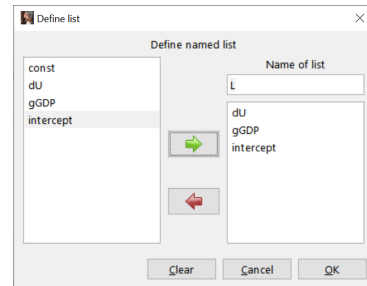 Define list
Define named list
const
dU
gGDP
intercept
Name of list
L
dU
gGDP
intercept
Clear
Cancel
OK